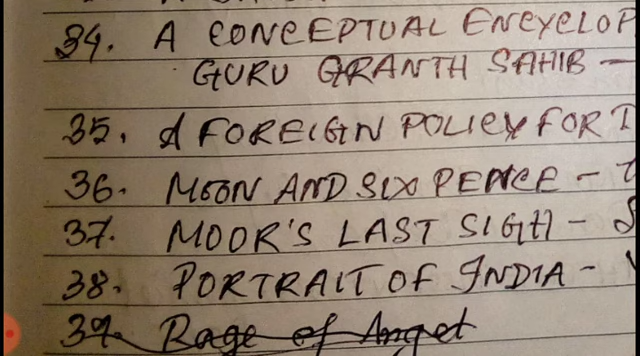 34. A CONCEPTUAL ENCYCLOP
GURU GRANTH SAHIB –
35. A FOREIGN POLICY FOR I
36. MOON AND SIX PENCE –
37. MOOR'S LAST SIGH – S
38. PORTRAIT OF INDIA –
39. Rage of Anget